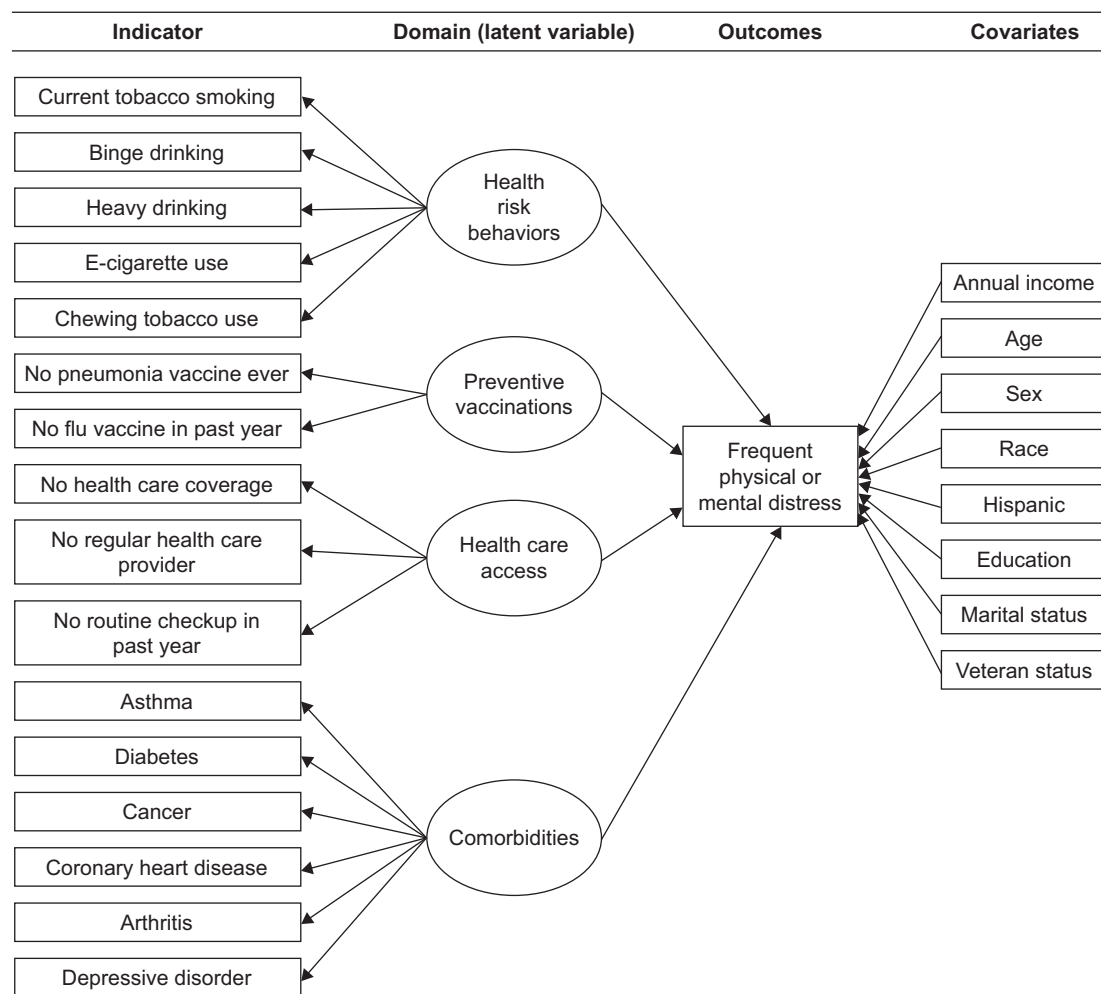 Indicator
Domain (latent variable)
Outcomes
Covariates
Current tobacco smoking
Binge drinking
Heavy drinking
E-cigarette use
Chewing tobacco use
No pneumonia vaccine ever
No flu vaccine in past year
No health care coverage
No regular health care
provider
No routine checkup in
past year
Asthma
Diabetes
Cancer
Coronary heart disease
Arthritis
Depressive disorder
Health
risk
behaviors
Preventive
vaccinations
Health care
access
Comorbidities
Frequent
physical or
mental distress
Annual income
Age
Sex
Race
Hispanic
Education
Marital status
Veteran status